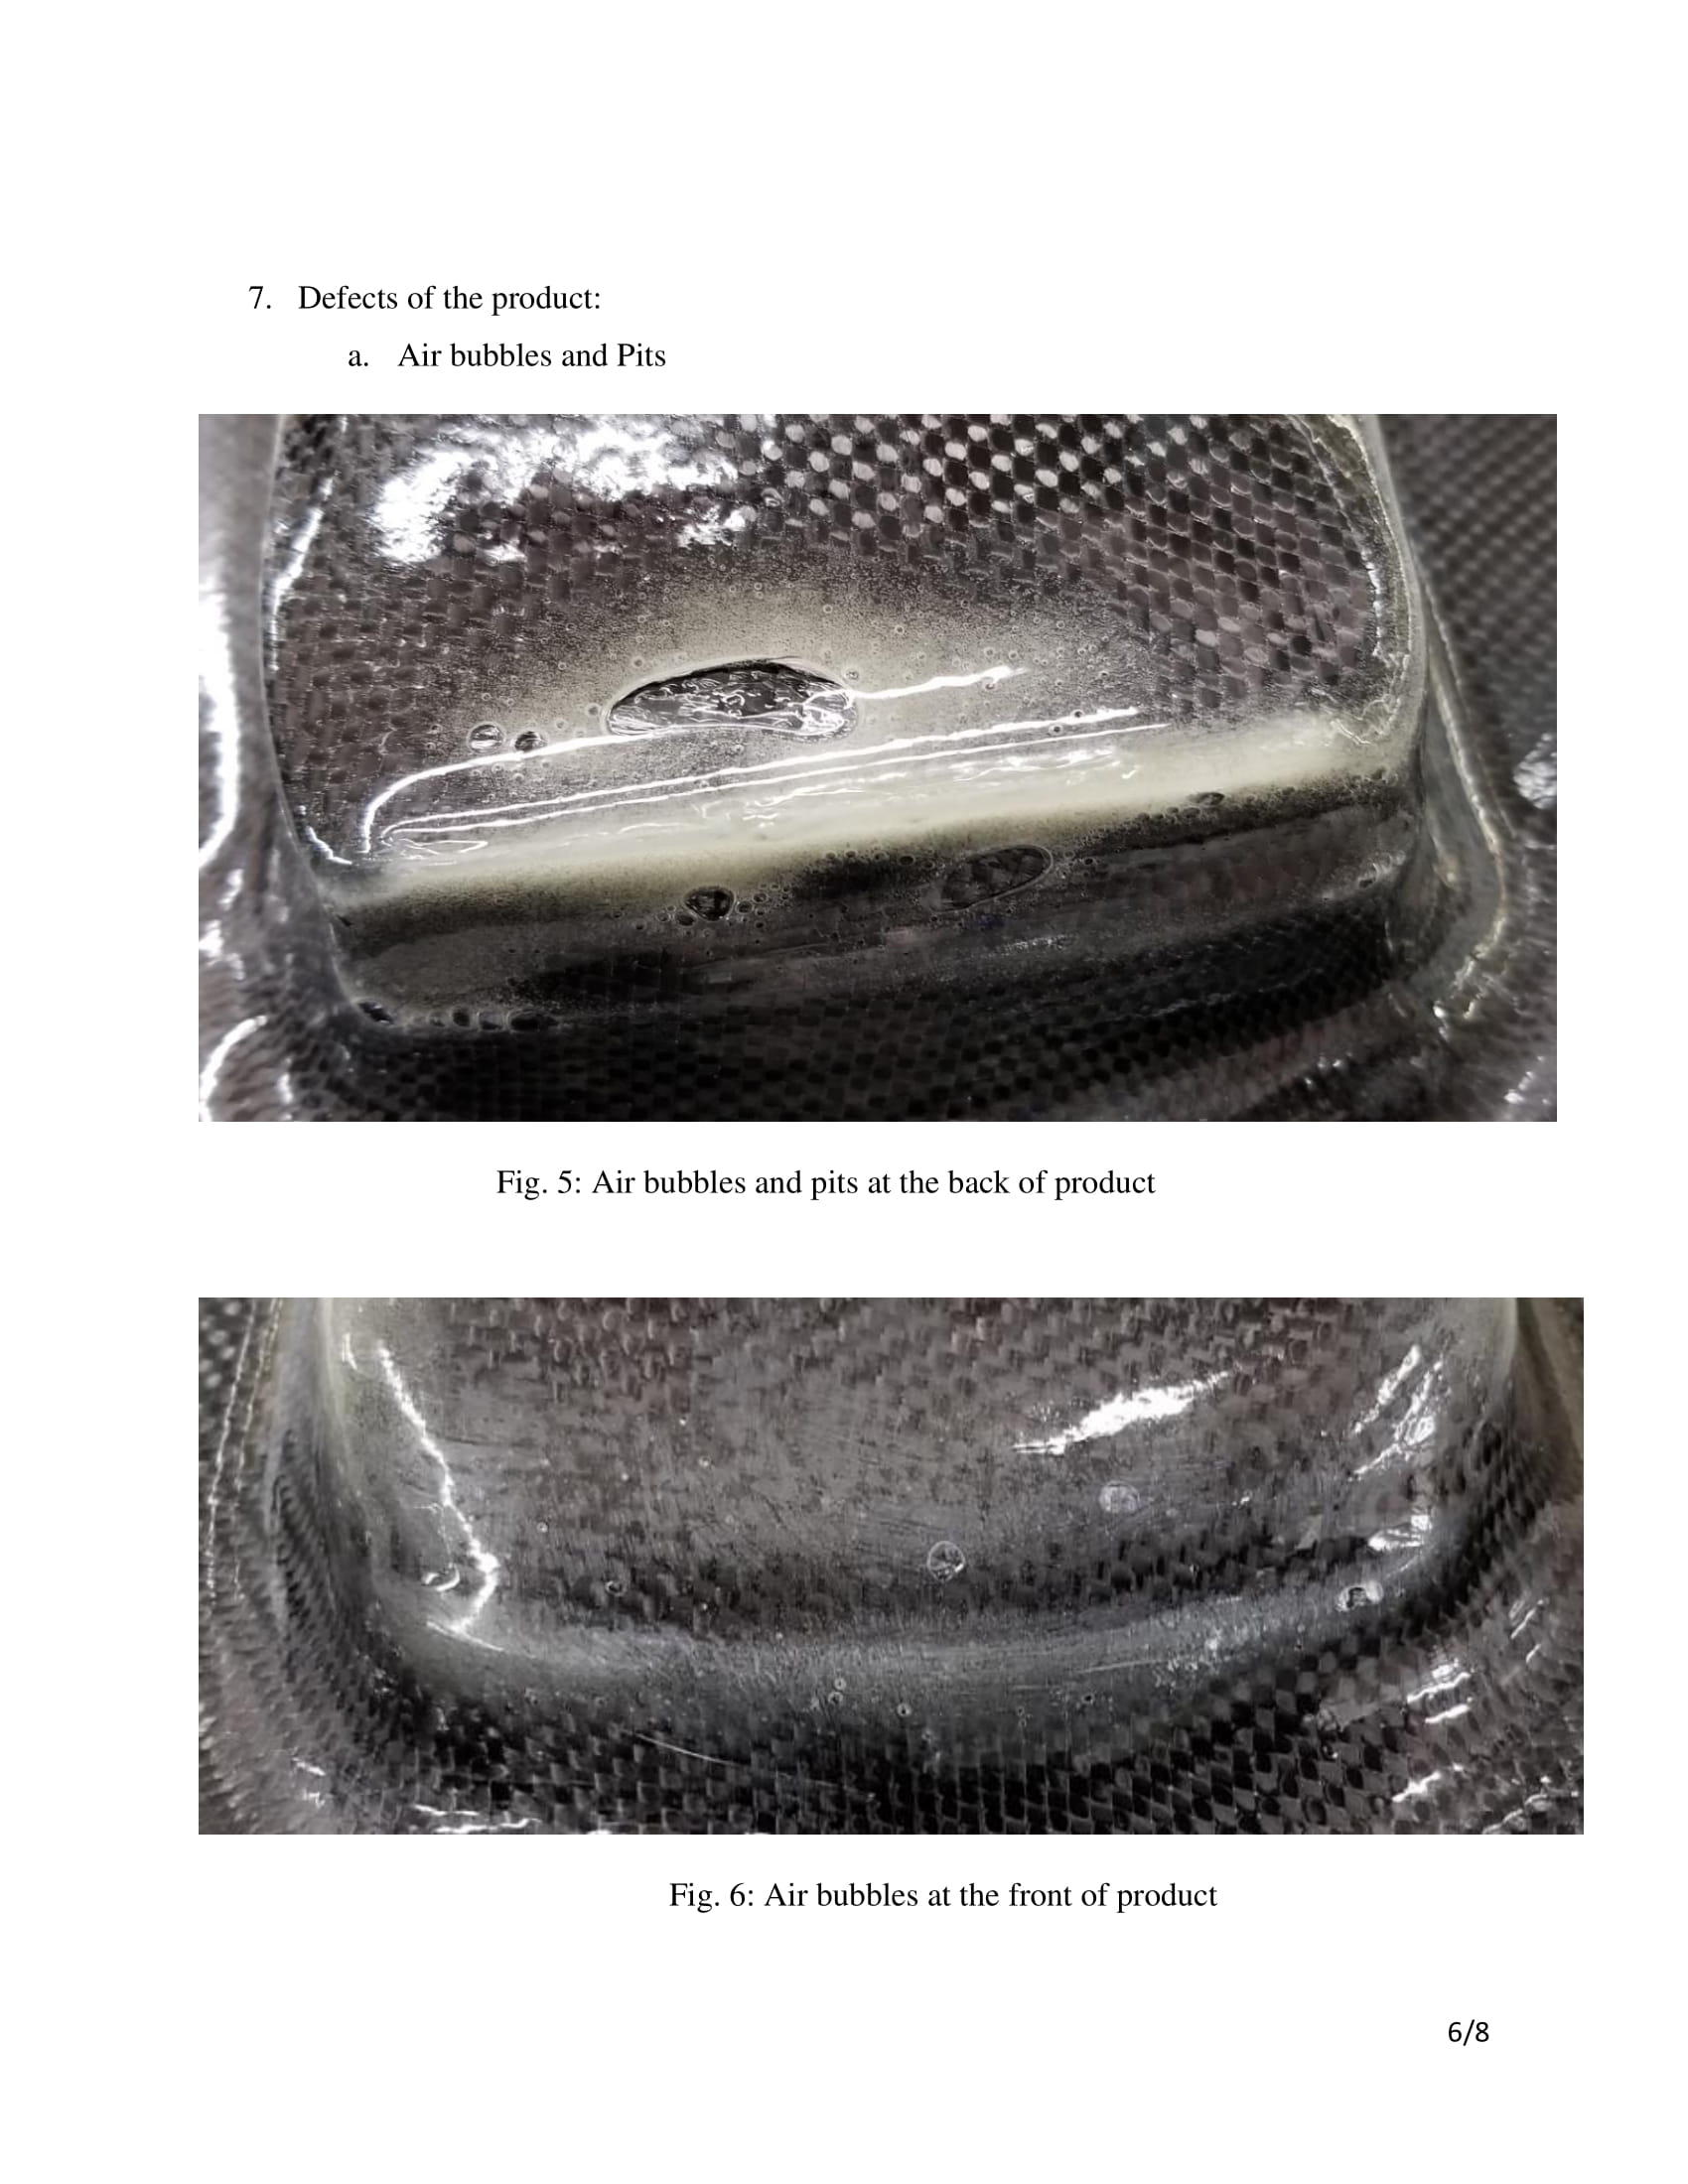 7. Defects of the product:
a. Air bubbles and Pits
Fig. 5: Air bubbles and pits at the back of product
Fig. 6: Air bubbles at the front of product
6/8